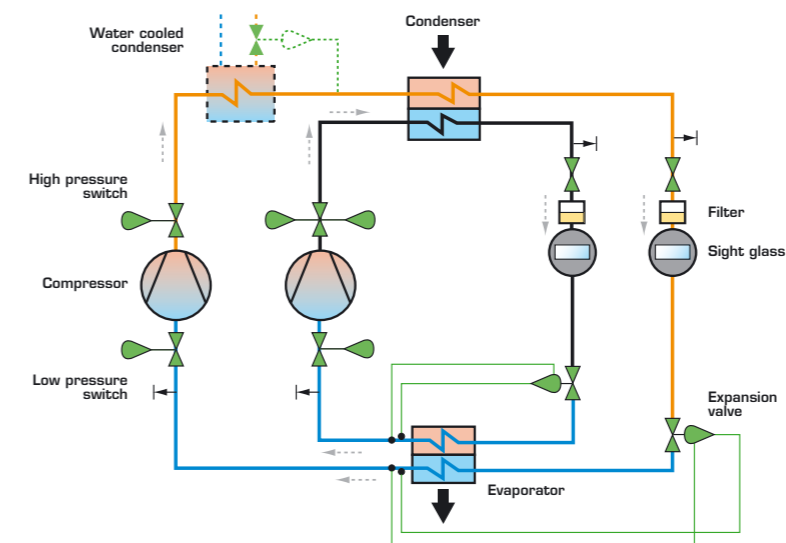 Condenser
Water cooled
condenser
High pressure
switch
Filter
Sight glass
Compressor
Low pressure
switch
Expansion
valve
Evaporator